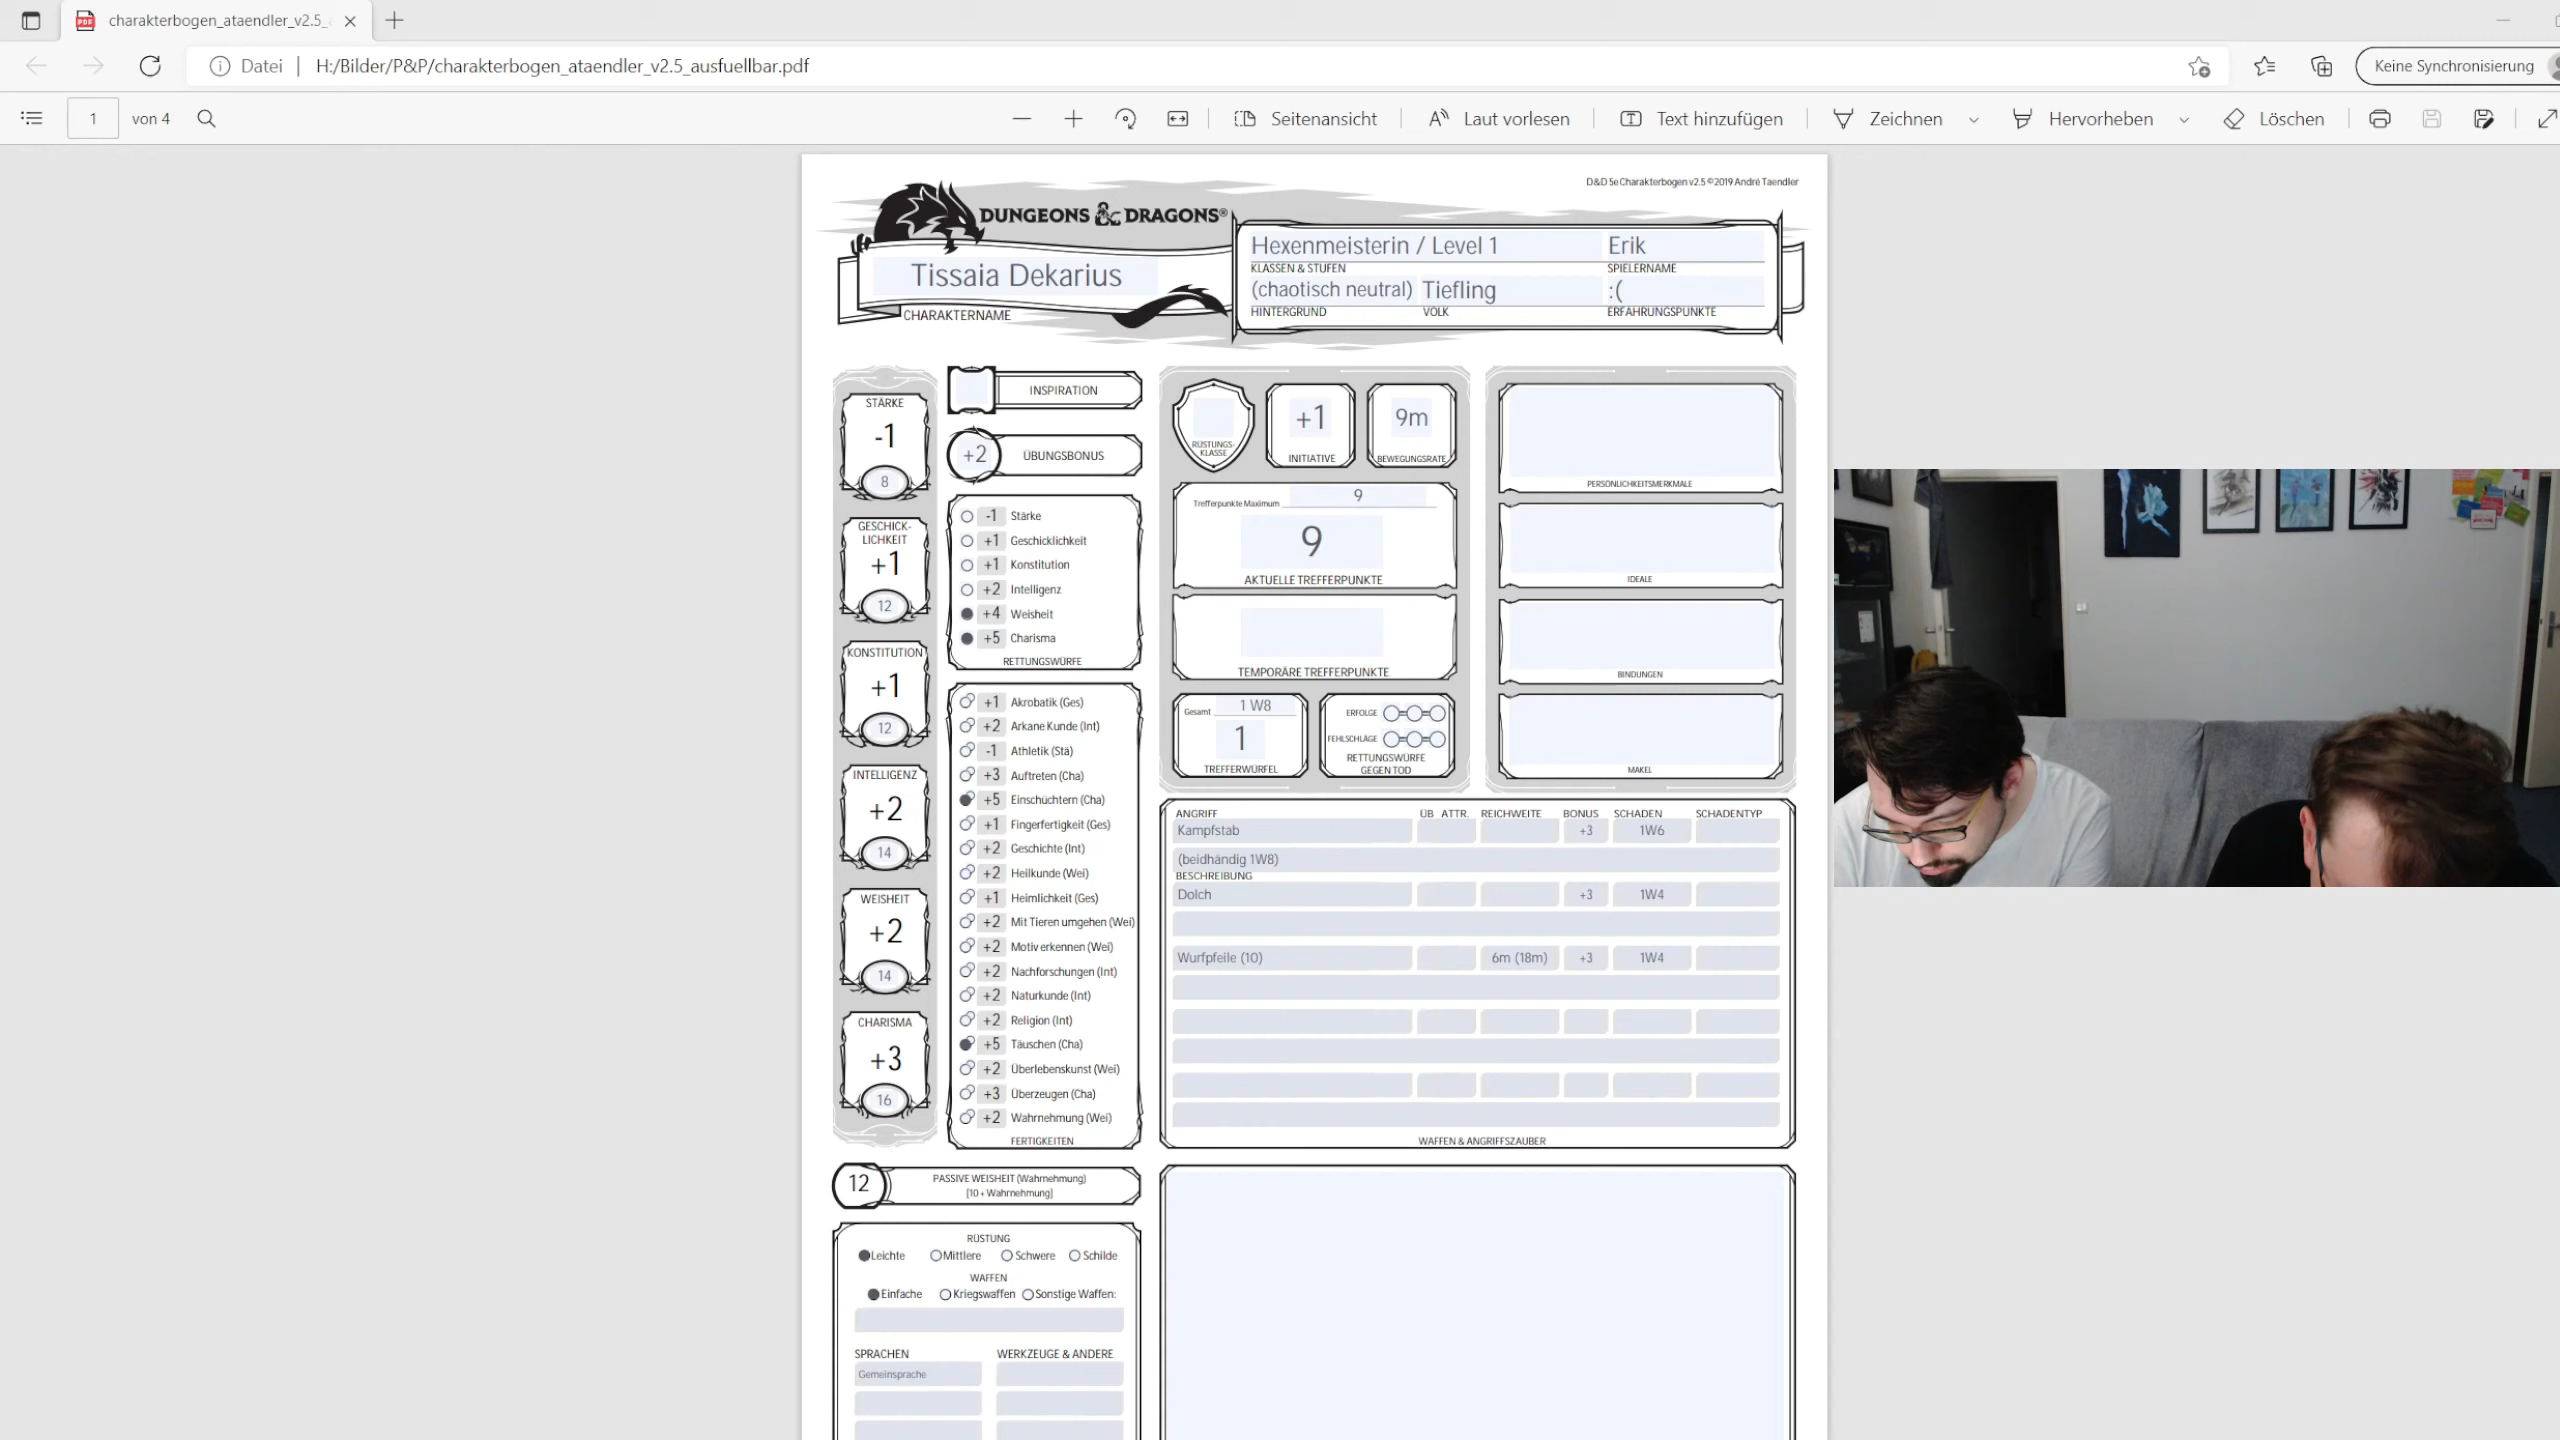 charakterbogen_ataendler_v2.5_
Datei | H:/Bilder/P&P/charakterbogen_ataendler_v2.5_ausfuellbar.pdf
Keine Synchronisierung
1 von 4
Seitenansicht
Laut vorlesen
Text hinzufügen
Zeichnen
Hervorheben
Löschen
D&D 5e Charakterbogen v2.5 ©2019 André Taendler
DUNGEONS & DRAGONS®
Tissaia Dekarius
CHARAKTERNAME
Hexenmeisterin / Level 1 Erik
KLASSEN & STUFEN SPIELERNAME
(chaotisch neutral) Tiefling :(
HINTERGRUND VOLK ERFAHRUNGSPUNKTE
STÄRKE
-1
8
GESCHICK-
LICHKEIT
+1
12
KONSTITUTION
+1
12
INTELLIGENZ
+2
14
WEISHEIT
+2
14
CHARISMA
+3
16
INSPIRATION
+2 ÜBUNGSBONUS
-1 Stärke
+1 Geschicklichkeit
+1 Konstitution
+2 Intelligenz
+4 Weisheit
+5 Charisma
RETTUNGSWÜRFE
+1 Akrobatik (Ges)
+2 Arkane Kunde (Int)
-1 Athletik (Stä)
+3 Auftreten (Cha)
+5 Einschüchtern (Cha)
+1 Fingerfertigkeit (Ges)
+2 Geschichte (Int)
+2 Heilkunde (Wei)
+1 Heimlichkeit (Ges)
+2 Mit Tieren umgehen (Wei)
+2 Motiv erkennen (Wei)
+2 Nachforschungen (Int)
+2 Naturkunde (Int)
+2 Religion (Int)
+5 Täuschen (Cha)
+2 Überlebenskunst (Wei)
+3 Überzeugen (Cha)
+2 Wahrnehmung (Wei)
FERTIGKEITEN
12 PASSIVE WEISHEIT (Wahrnehmung)
[10 + Wahrnehmung]
RÜSTUNG
Leichte Mittlere Schwere Schilde
WAFFEN
Einfache Kriegswaffen Sonstige Waffen:
SPRACHEN WERKZEUGE & ANDERE
Gemeinsprache
RÜSTUNGS-
KLASSE
+1
INITIATIVE
9m
BEWEGUNGSRATE
Trefferpunkte Maximum 9
9
AKTUELLE TREFFERPUNKTE
TEMPORÄRE TREFFERPUNKTE
Gesamt 1 W8
1
TREFFERWÜRFEL
ERFOLGE
FEHLSCHLÄGE
RETTUNGSWÜRFE
GEGEN TOD
PERSÖNLICHKEITSMERKMALE
IDEALE
BINDUNGEN
MAKEL
ANGRIFF ÜB ATTR. REICHWEITE BONUS SCHADEN SCHADENTYP
Kampfstab +3 1W6
(beidhändig 1W8)
BESCHREIBUNG
Dolch +3 1W4
Wurfpfeile (10) 6m (18m) +3 1W4
WAFFEN & ANGRIFFSZAUBER